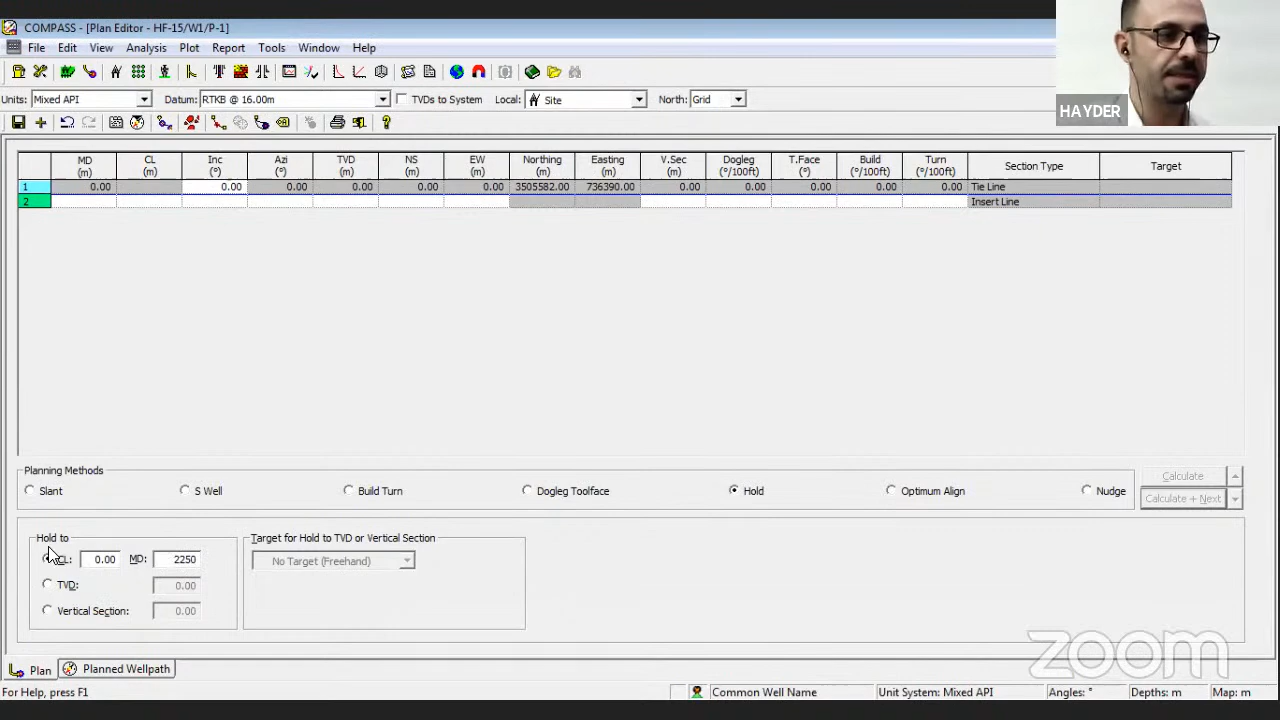 COMPASS - [Plan Editor - HF-15/W1/P-1]
File Edit View Analysis Plot Report Tools Window Help
HAYDER
Units: Mixed API Datum: RTKB @ 16.00m TVDs to System Local: Site North: Grid
MD (m) CL (m) Inc (°) Azi (°) TVD (m) NS (m) EW (m) Northing (m) Easting (m) V.Sec (m) Dogleg (°/100ft) T.Face (°) Build (°/100ft) Turn (°/100ft) Section Type Target
1 0.00 0.00 0.00 0.00 0.00 0.00 3505582.00 736390.00 0.00 0.00 0.00 0.00 0.00 Tie Line
2 Insert Line
Planning Methods
Slant S Well Build Turn Dogleg Toolface Hold Optimum Align Nudge
Calculate
Calculate + Next
Hold to
CL: 0.00 MD: 2250
TVD: 0.00
Vertical Section: 0.00
Target for Hold to TVD or Vertical Section
No Target (Freehand)
zoom
Plan Planned Wellpath
For Help, press F1 Common Well Name Unit System: Mixed API Angles: ° Depths: m Map: m